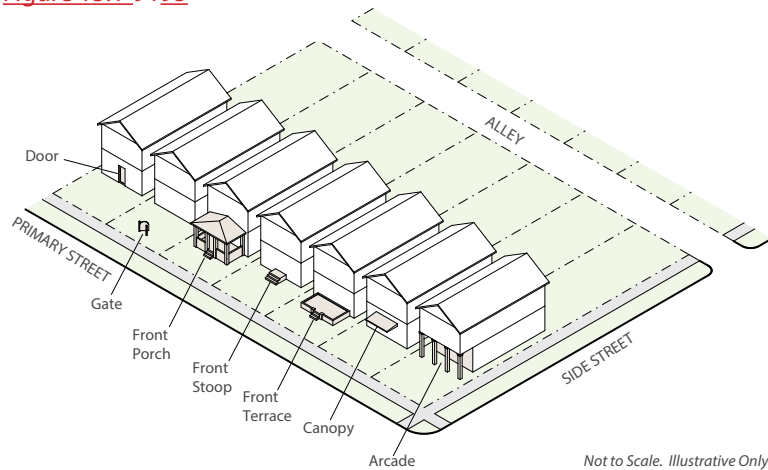 Figure
ALLEY
Door
PRIMARY STREET
Gate
Front
Porch
Front
Stoop
Front
Terrace
Canopy
Arcade
SIDE STREET
Not to Scale. Illustrative Only